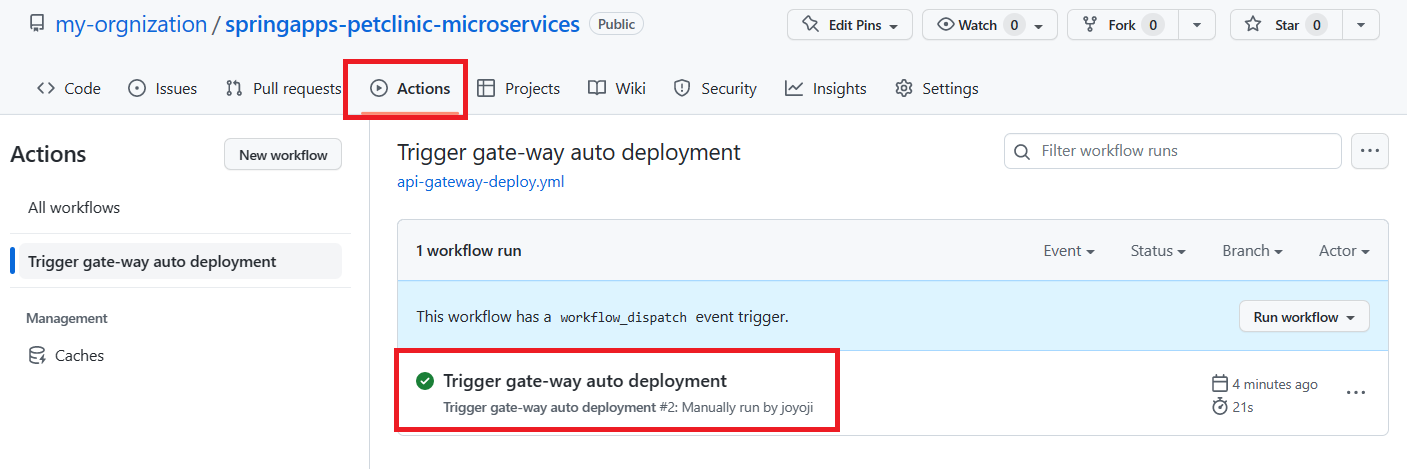 my-orgnization / springapps-petclinic-microservices Public
Edit Pins Watch 0 Fork 0 Star 0
Code Issues Pull requests Actions Projects Wiki Security Insights Settings
Actions
New workflow
All workflows
Trigger gate-way auto deployment
Management
Caches
Trigger gate-way auto deployment
api-gateway-deploy.yml
Filter workflow runs
1 workflow run
Event Status Branch Actor
This workflow has a workflow_dispatch event trigger.
Run workflow
Trigger gate-way auto deployment
Trigger gate-way auto deployment #2: Manually run by joyoji
4 minutes ago
21s